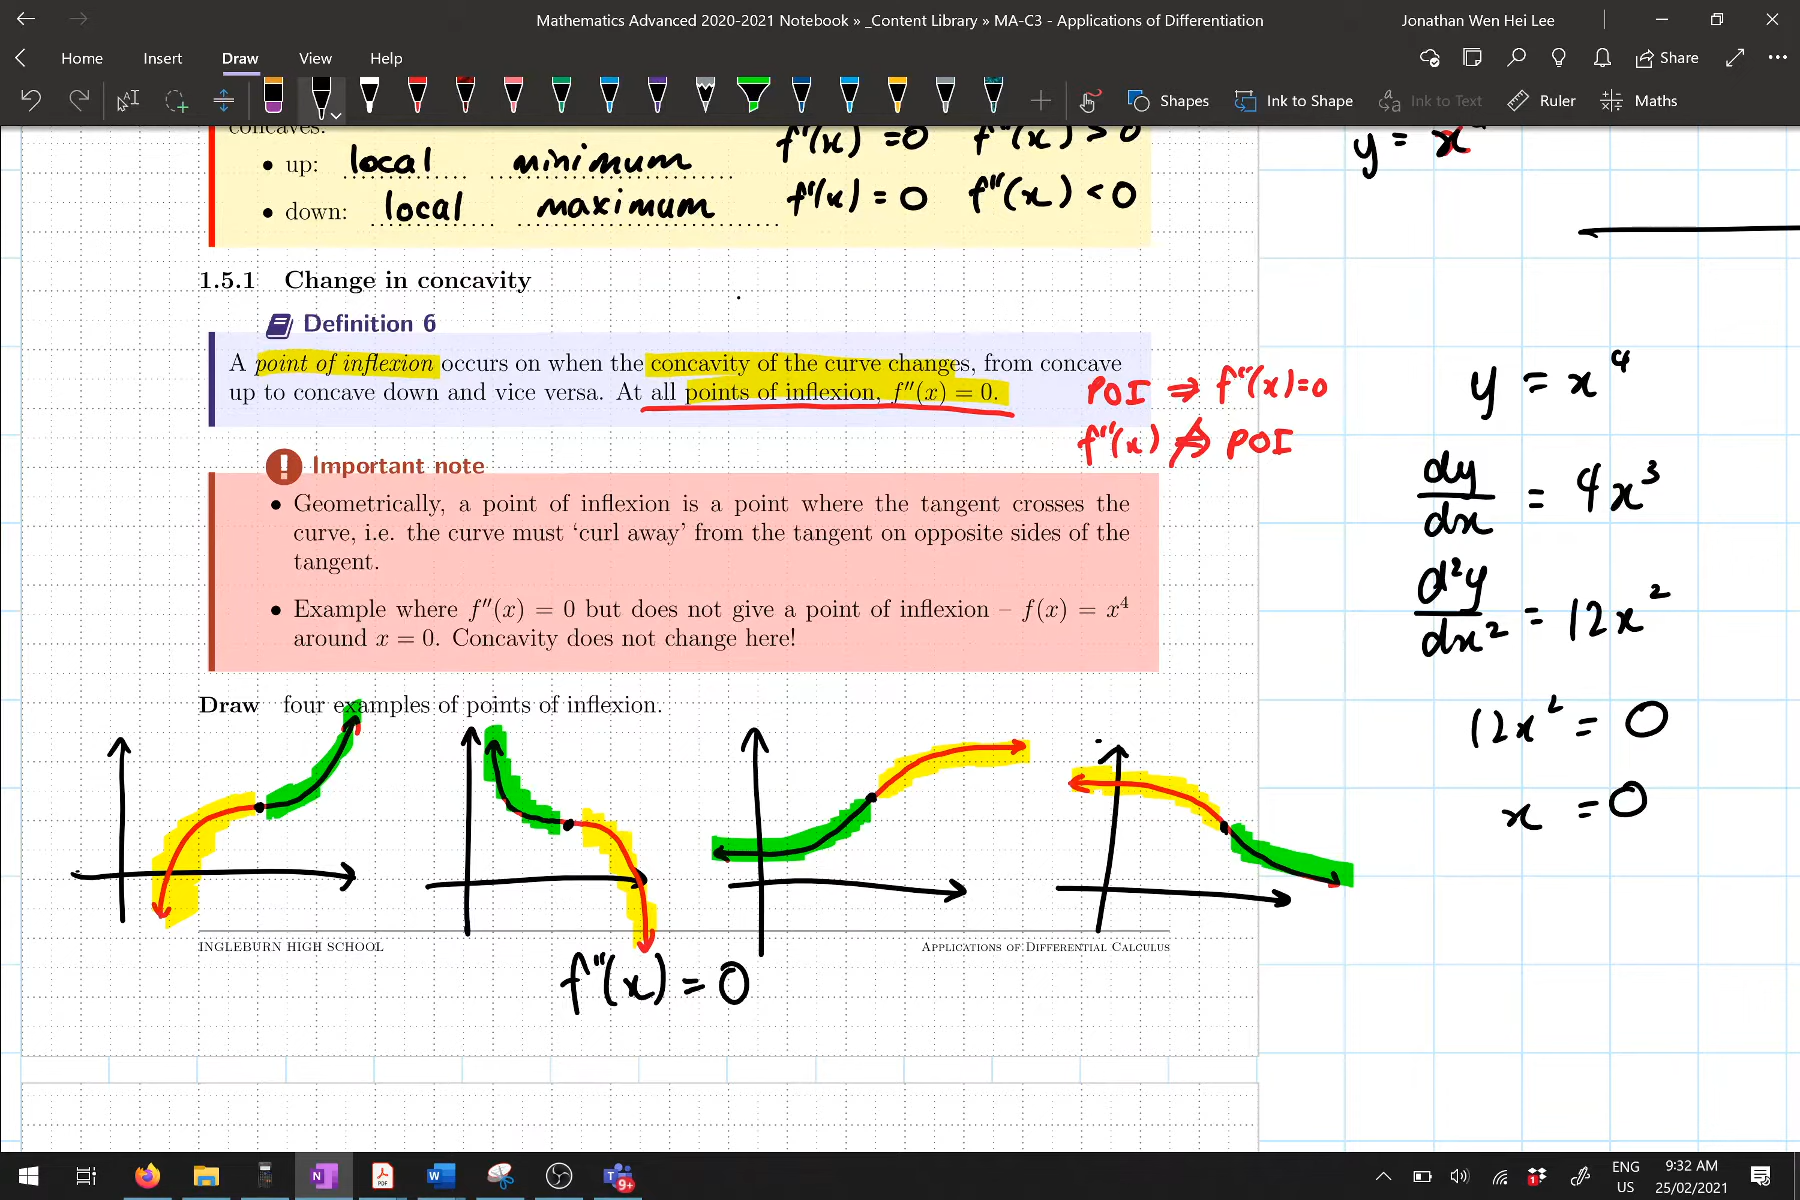 Mathematics Advanced 2020-2021 Notebook » _Content Library » MA-C3 - Applications of Differentiation
Jonathan Wen Hei Lee
Home Insert Draw View Help
Share
Shapes Ink to Shape Ink to Text Ruler Maths
concaves:
• up: local minimum f'(x) = 0 f''(x) > 0
• down: local maximum f'(x) = 0 f''(x) < 0
y = x
1.5.1 Change in concavity
Definition 6
A point of inflexion occurs on when the concavity of the curve changes, from concave
up to concave down and vice versa. At all points of inflexion, f''(x) = 0.
POI ⇒ f''(x)=0
f''(x) ⇏ POI
Important note
• Geometrically, a point of inflexion is a point where the tangent crosses the
curve, i.e. the curve must ‘curl away’ from the tangent on opposite sides of the
tangent.
• Example where f''(x) = 0 but does not give a point of inflexion – f(x) = x⁴
around x = 0. Concavity does not change here!
y = x⁴
dy/dx = 4x³
d²y/dx² = 12x²
12x² = 0
x = 0
Draw four examples of points of inflexion.
INGLEBURN HIGH SCHOOL
APPLICATIONS OF DIFFERENTIAL CALCULUS
f''(x) = 0
ENG
US
9:32 AM
25/02/2021